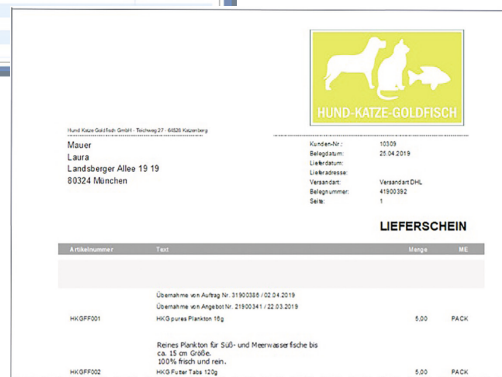 HUND-KATZE-GOLDFISCH
Hund Katze Goldfisch GmbH - Teichweg 27 - 68526 Katzenberg
Mauer
Laura
Landsberger Allee 19 19
80324 München
Kunden-Nr.: 10309
Belegdatum: 25.04.2019
Lieferdatum:
Lieferadresse:
Versandart: Versandart DHL
Belegnummer: 41900392
Seite: 1
LIEFERSCHEIN
Artikelnummer Text Menge ME
Übernahme von Auftrag Nr. 31900386 / 02.04.2019
Übernahme von Angebot Nr. 21900341 / 22.03.2019
HKGFF001 HKG pures Plankton 15g 5,00 PACK
Reines Plankton für Süß- und Meerwasserfische bis
ca. 15 cm Größe.
100% frisch und rein.
HKGFF002 HKG Futter Tabs 120g 5,00 PACK